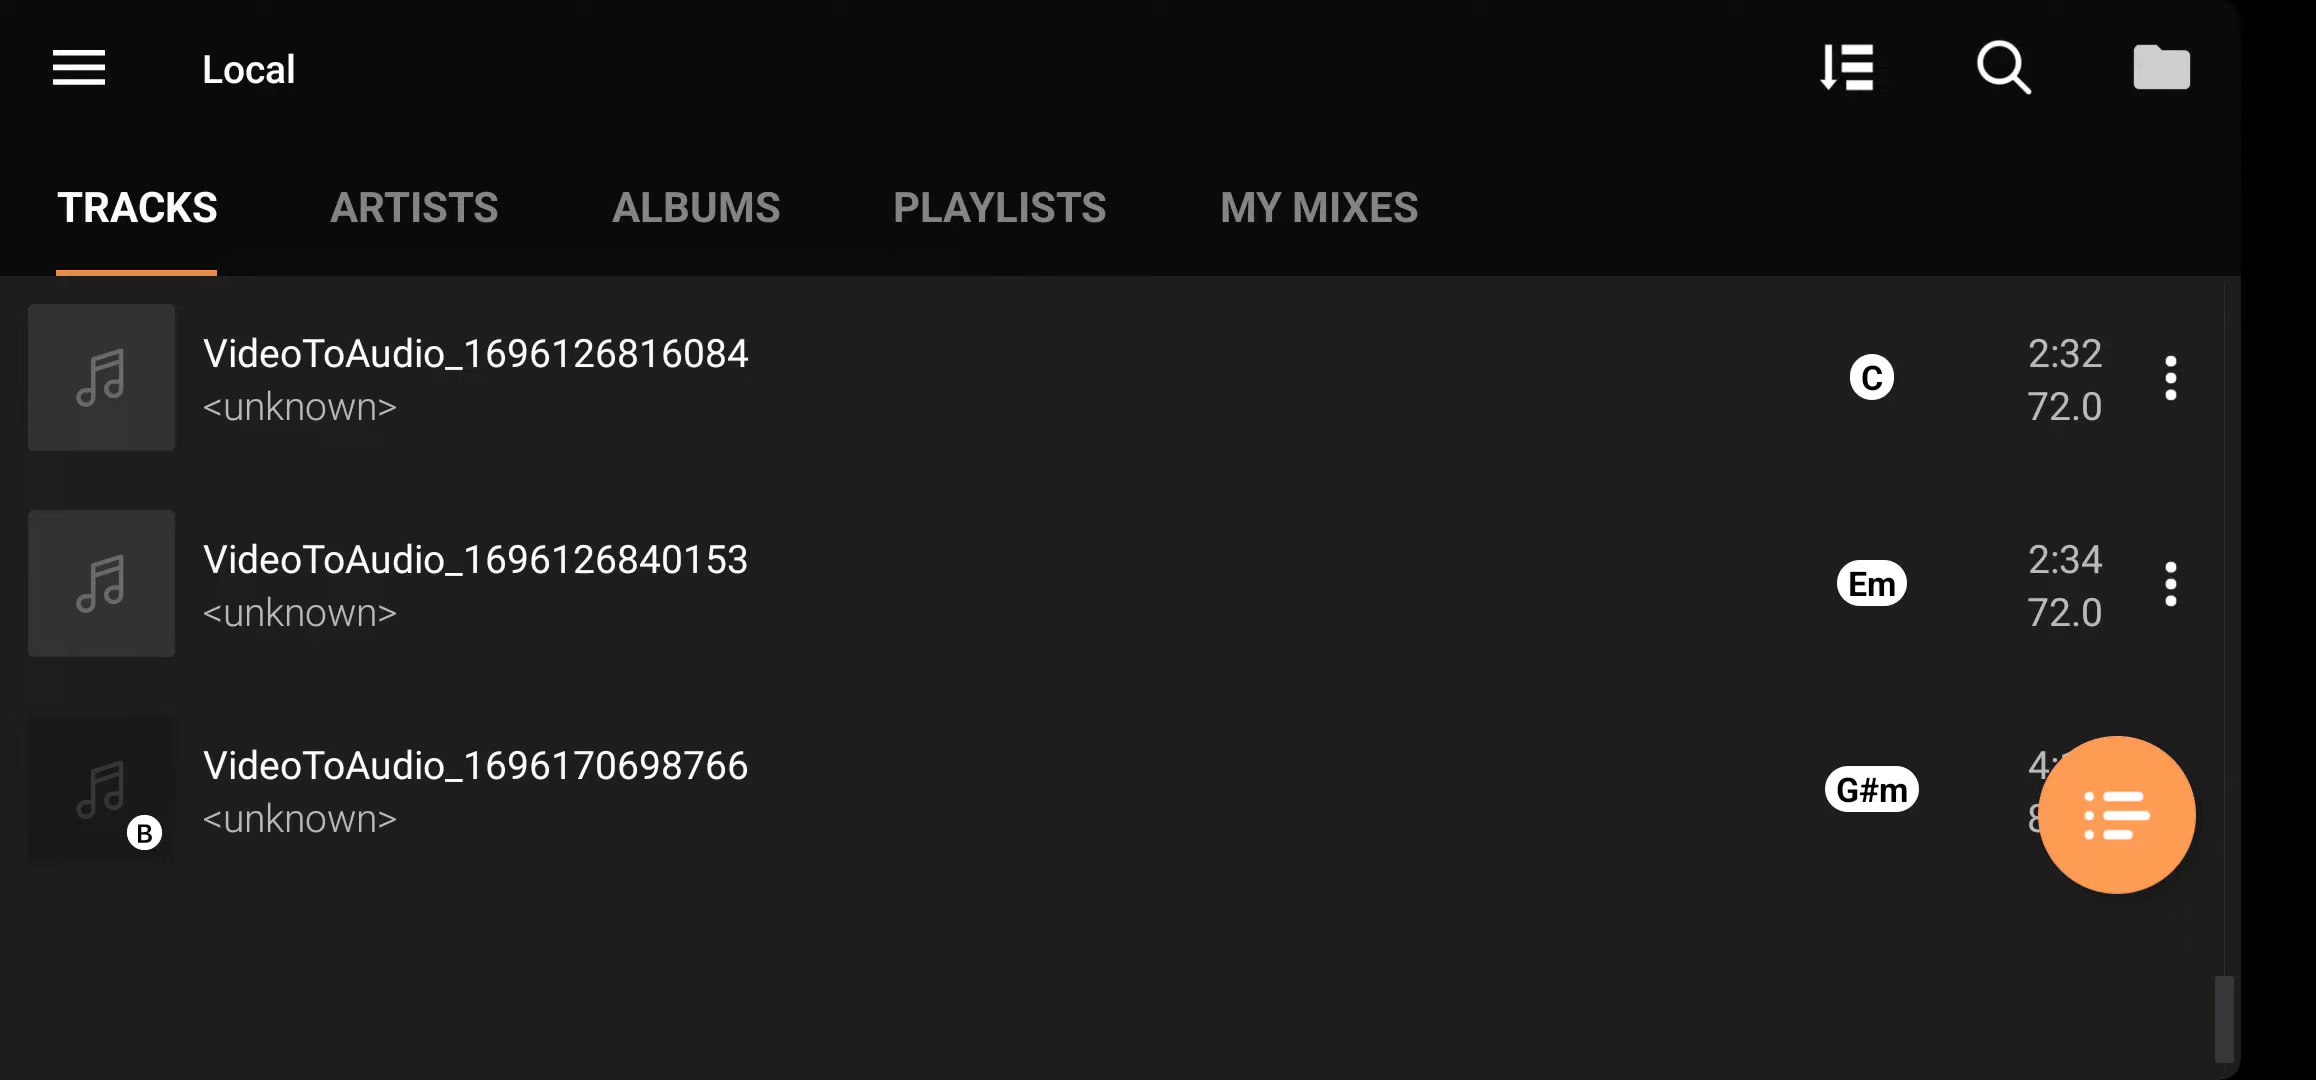 Local
TRACKS ARTISTS ALBUMS PLAYLISTS MY MIXES
VideoToAudio_1696126816084
<unknown>
C
2:32
72.0
VideoToAudio_1696126840153
<unknown>
Em
2:34
72.0
B
VideoToAudio_1696170698766
<unknown>
G#m